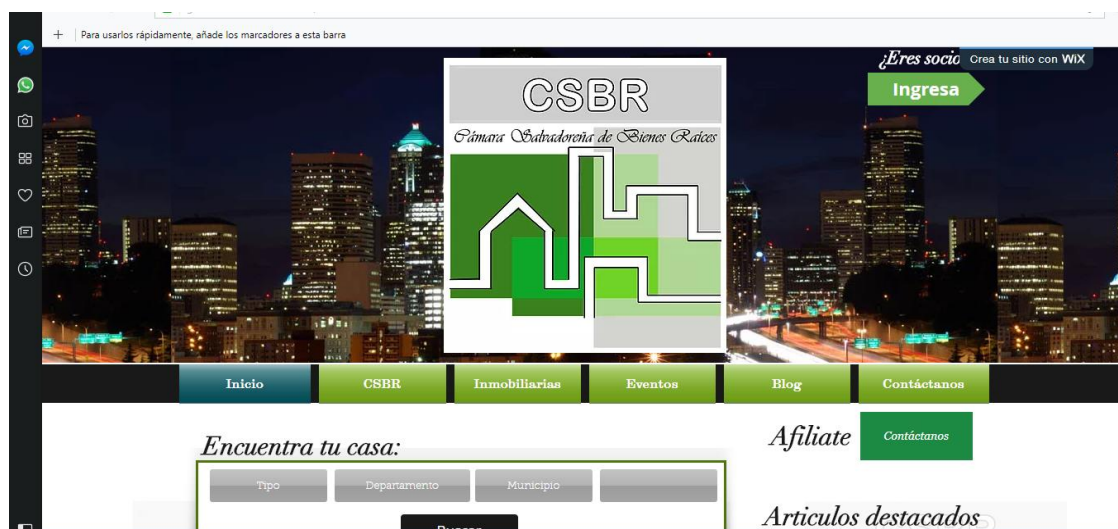 Para usarlos rápidamente, añade los marcadores a esta barra
¿Eres socio
Crea tu sitio con WiX
Ingresa
CSBR
Cámara Salvadoreña de Bienes Raíces
Inicio
CSBR
Inmobiliarias
Eventos
Blog
Contáctanos
Encuentra tu casa:
Afiliate
Contáctanos
Tipo
Departamento
Municipio
Articulos destacados